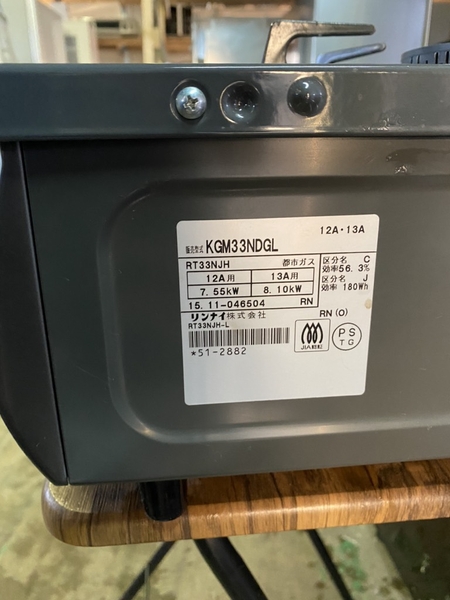 12A・13A
販売型式 KGM33NDGL
RT33NJH 都市ガス
12A用 13A用
7.55kW 8.10kW
区分名 C
効率56.3%
区分名 J
効率 180Wh
15.11-046504 RN
リンナイ株式会社 RN (O)
RT33NJH-L
*51-2882
JIA
PS
TG